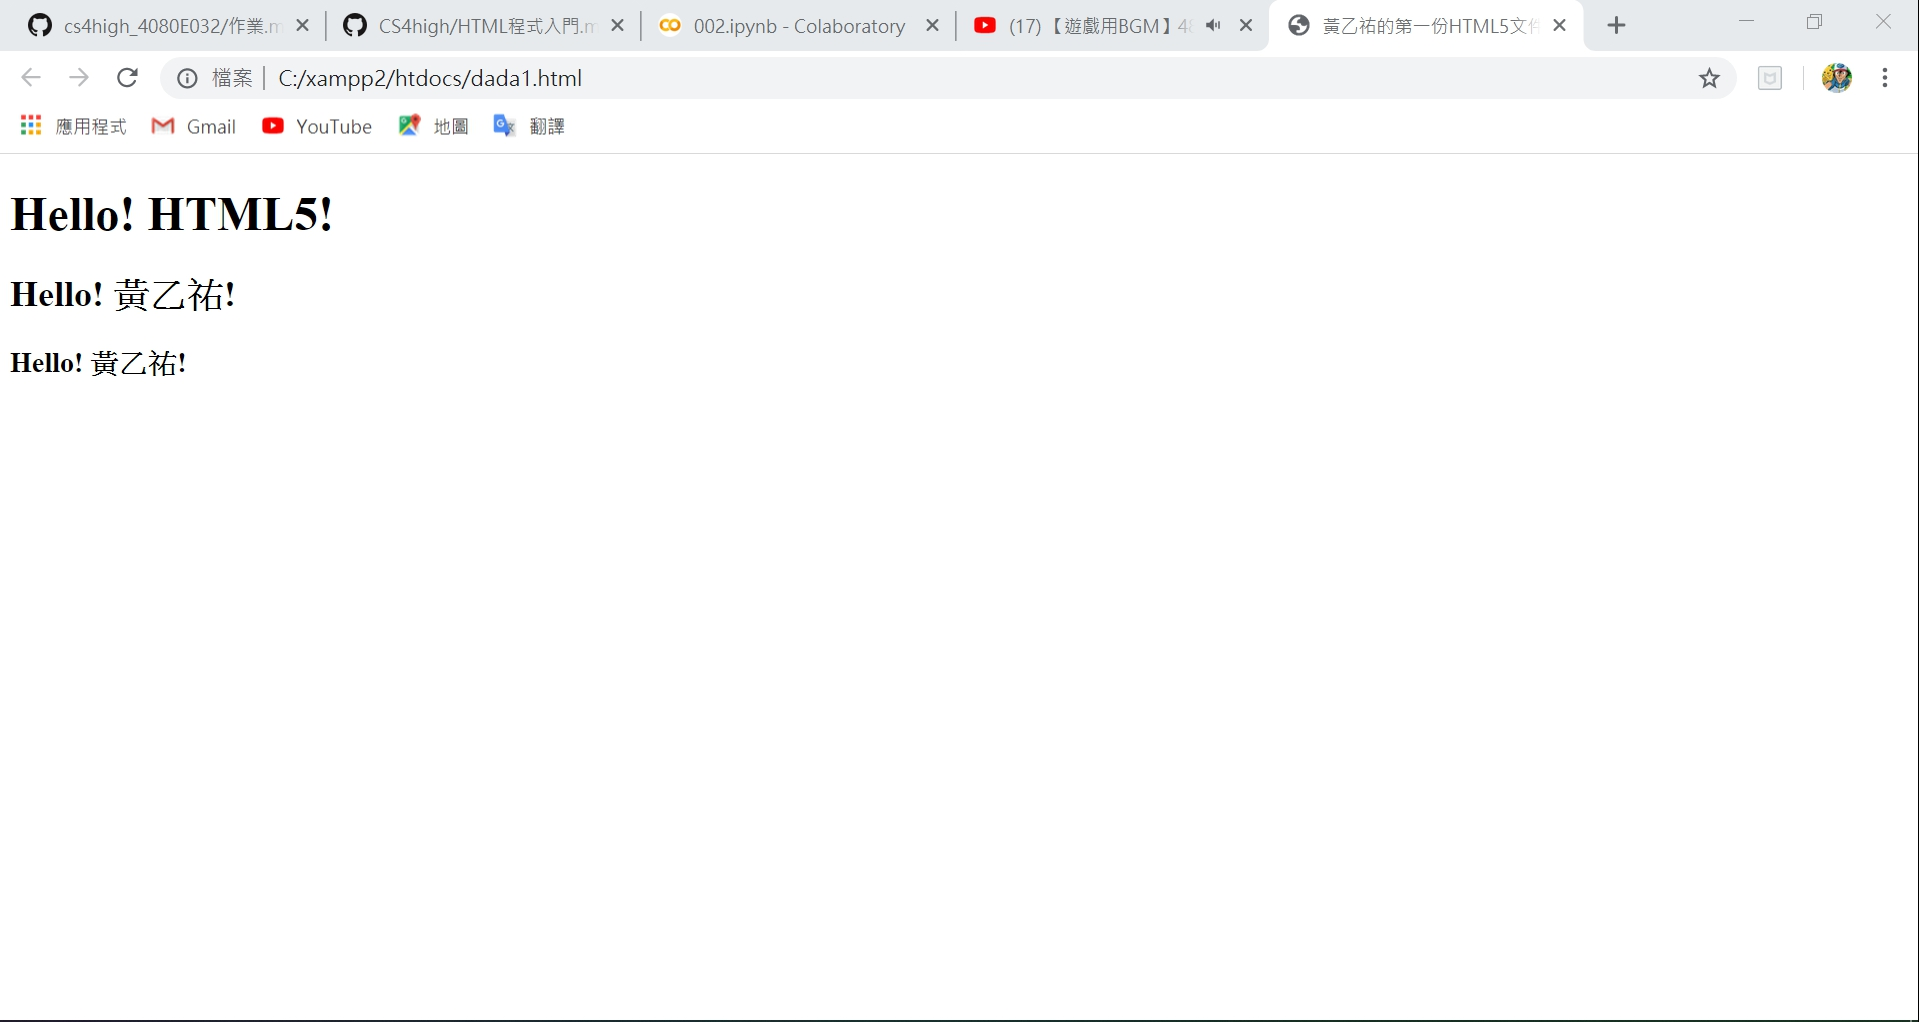 cs4high_4080E032/作業.m
CS4high/HTML程式入門.m
002.ipynb - Colaboratory
(17)【遊戲用BGM】48
黃乙祐的第一份HTML5文件
檔案 C:/xampp2/htdocs/dada1.html
應用程式 Gmail YouTube 地圖 翻譯
Hello! HTML5!
Hello! 黃乙祐!
Hello! 黃乙祐!